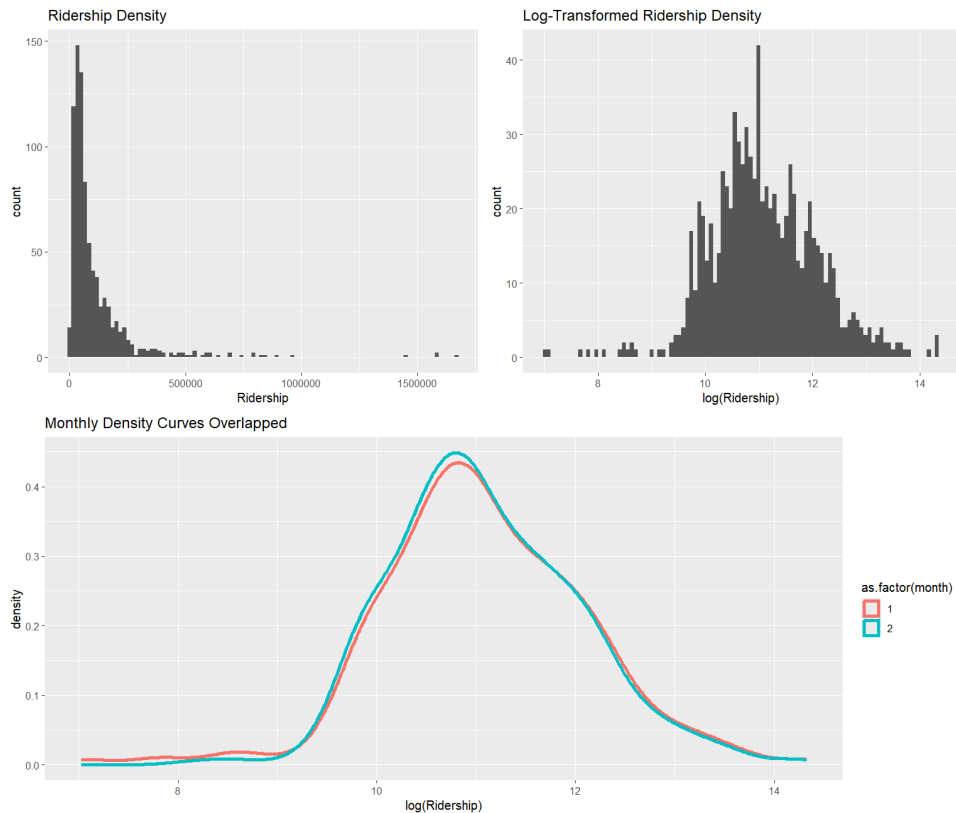 Ridership Density
150
100
50
0
count
0
500000
1000000
1500000
Ridership
Log-Transformed Ridership Density
40
30
20
10
0
count
8
10
12
14
log(Ridership)
Monthly Density Curves Overlapped
0.4
0.3
0.2
0.1
0.0
density
8
10
12
14
log(Ridership)
as.factor(month)
1
2